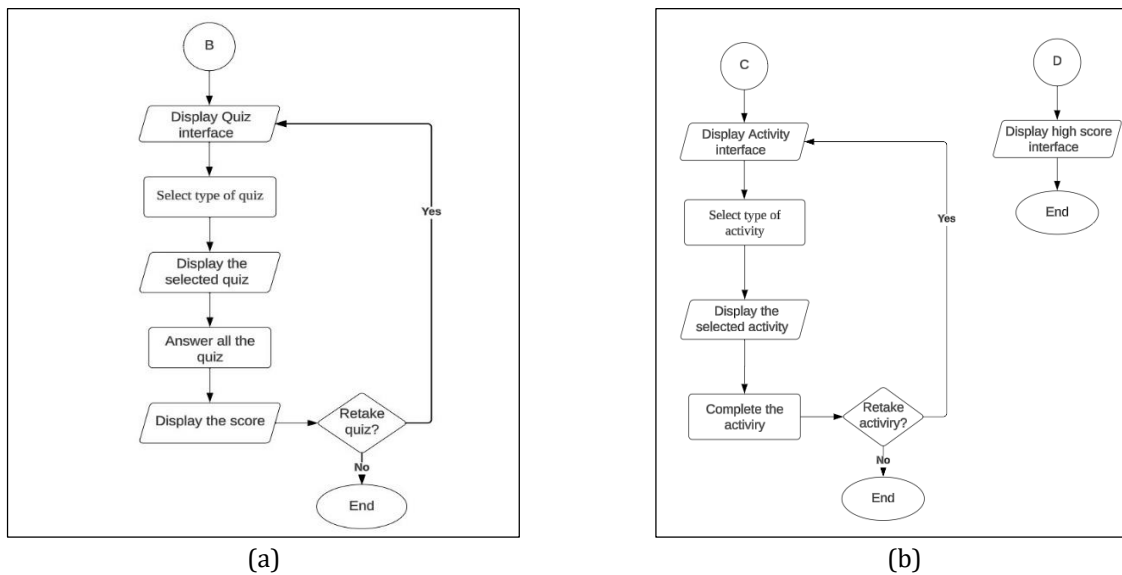 B
Display Quiz
interface
Select type of quiz
Display the
selected quiz
Answer all the
quiz
Display the score
Retake
quiz?
Yes
No
End
(a)
C
Display Activity
interface
Select type of
activity
Display the
selected activity
Complete the
activiry
Retake
activiry?
Yes
No
End
D
Display high score
interface
End
(b)